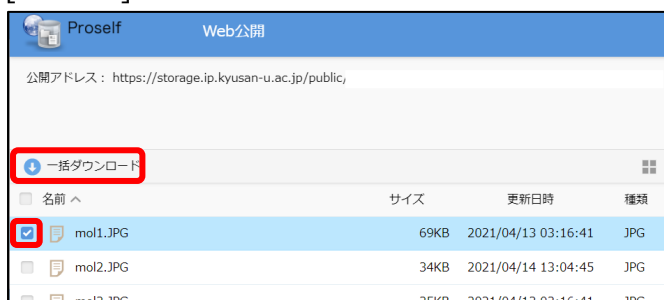 Proself Web公開
公開アドレス： https://storage.ip.kyusan-u.ac.jp/public/
一括ダウンロード
名前 サイズ 更新日時 種類
mol1.JPG 69KB 2021/04/13 03:16:41 JPG
mol2.JPG 34KB 2021/04/14 13:04:45 JPG